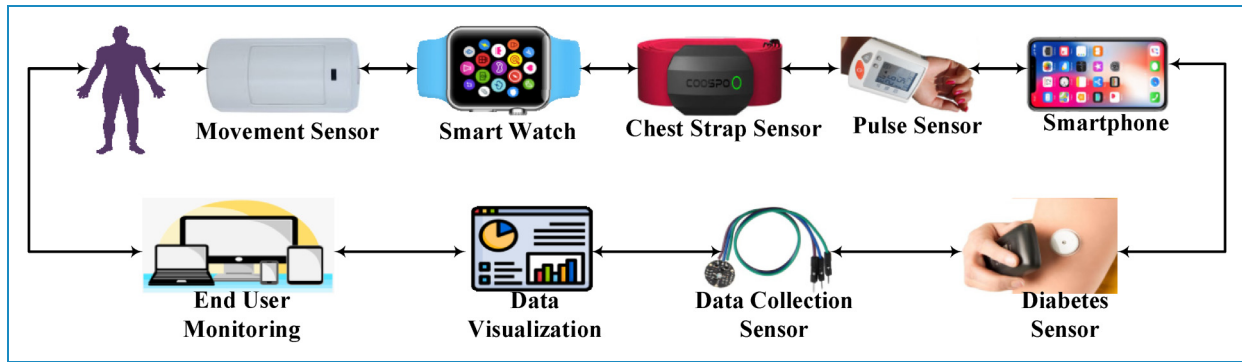 COOSPO
Movement Sensor
Smart Watch
Chest Strap Sensor
Pulse Sensor
Smartphone
End User
Monitoring
Data
Visualization
Data Collection
Sensor
Diabetes
Sensor